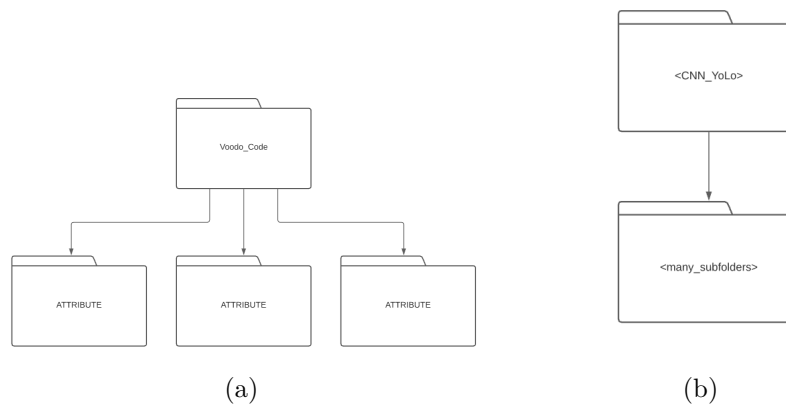 Voodo_Code
ATTRIBUTE
ATTRIBUTE
ATTRIBUTE
(a)
<CNN_YoLo>
<many_subfolders>
(b)